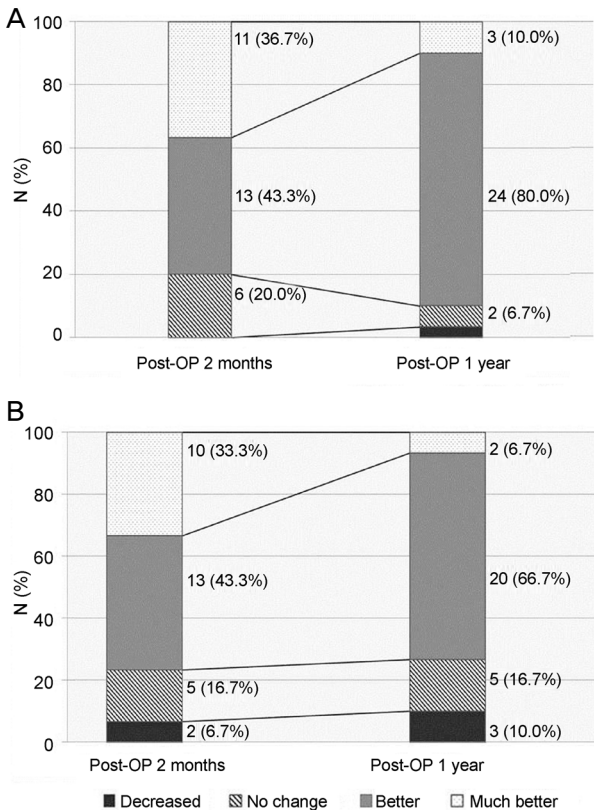 A
100
80
60
40
20
0
N (%)
11 (36.7%)
13 (43.3%)
6 (20.0%)
3 (10.0%)
24 (80.0%)
2 (6.7%)
Post-OP 2 months
Post-OP 1 year
B
100
80
60
40
20
0
N (%)
10 (33.3%)
13 (43.3%)
5 (16.7%)
2 (6.7%)
2 (6.7%)
20 (66.7%)
5 (16.7%)
3 (10.0%)
Post-OP 2 months
Post-OP 1 year
Decreased No change Better Much better